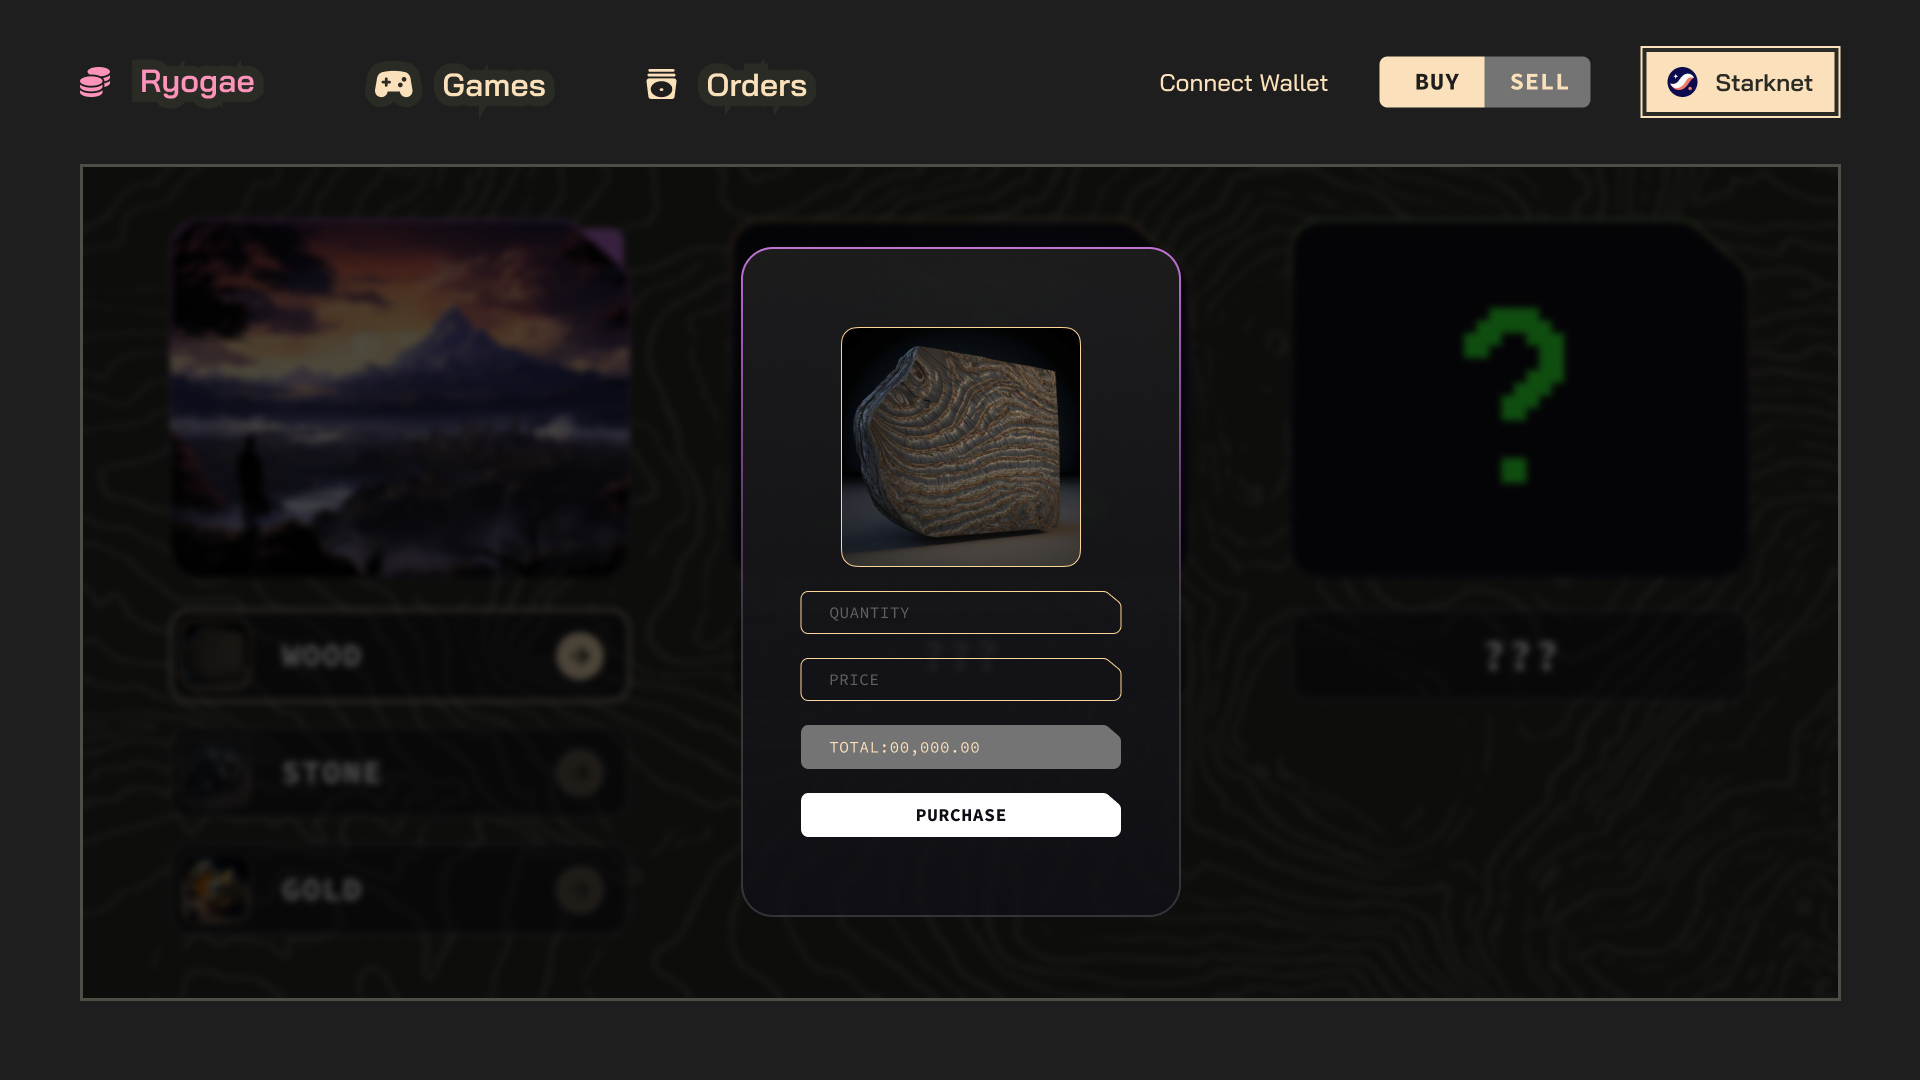 Ryogae
Games
Orders
Connect Wallet
BUY
SELL
Starknet
?
QUANTITY
???
PRICE
TOTAL:00,000.00
PURCHASE
WOOD
STONE
GOLD
???